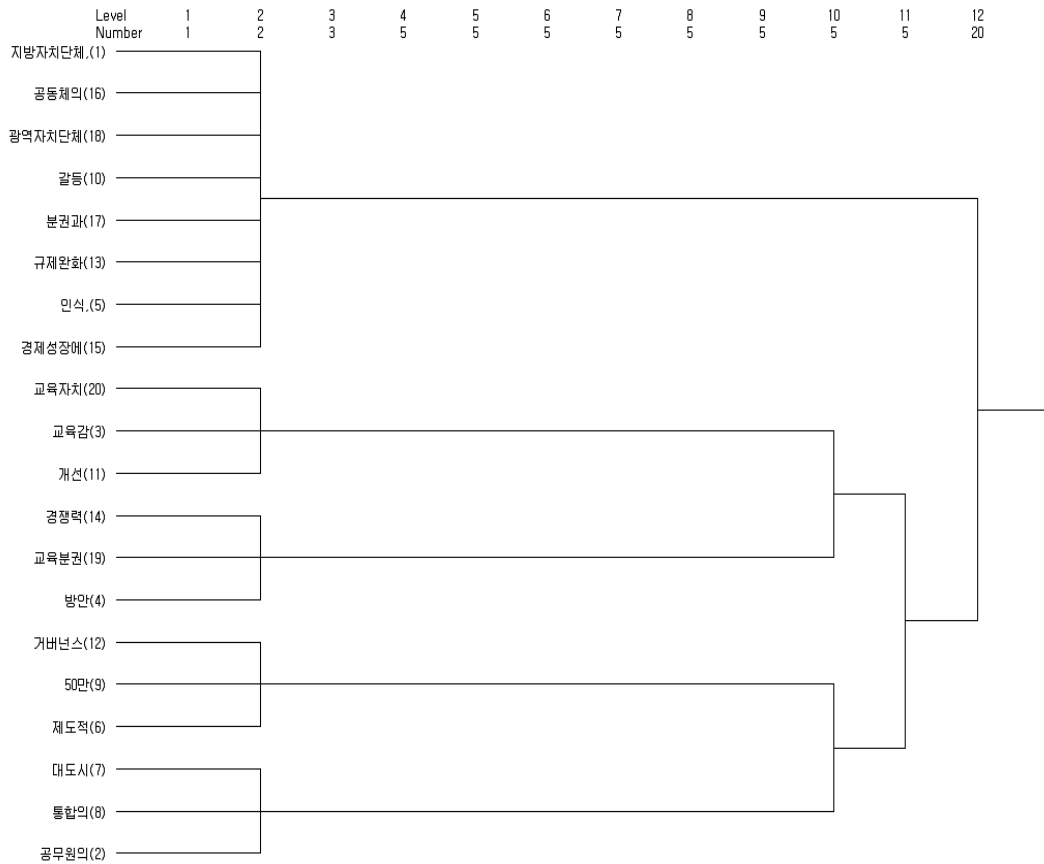 Level 1 2 3 4 5 6 7 8 9 10 11 12
Number 1 2 3 5 5 5 5 5 5 5 5 20
지방자치단체,(1)
공동체의(16)
광역자치단체(18)
갈등(10)
분권과(17)
규제완화(13)
인식,(5)
경제성장에(15)
교육자치(20)
교육감(3)
개선(11)
경쟁력(14)
교육분권(19)
방안(4)
거버넌스(12)
50만(9)
제도적(6)
대도시(7)
통합의(8)
공무원의(2)